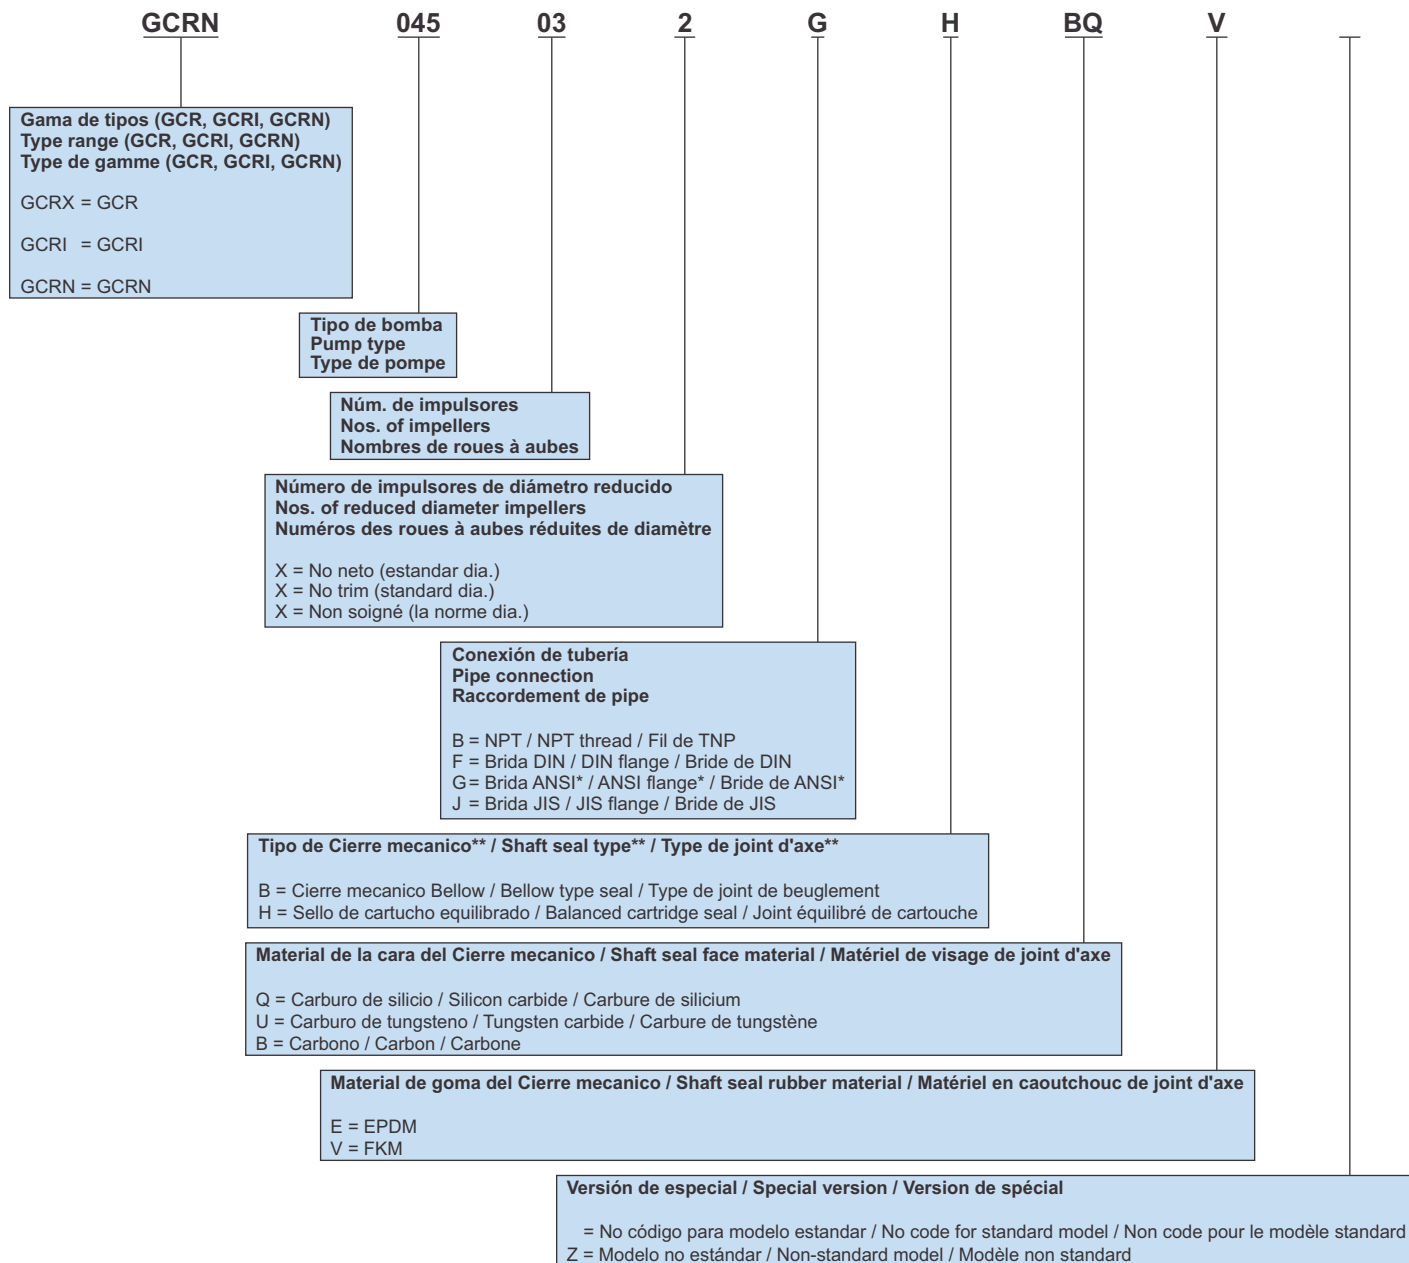 GCRN 045 03 2 G H BQ V
Gama de tipos (GCR, GCRI, GCRN)
Type range (GCR, GCRI, GCRN)
Type de gamme (GCR, GCRI, GCRN)
GCRX = GCR
GCRI = GCRI
GCRN = GCRN
Tipo de bomba
Pump type
Type de pompe
Núm. de impulsores
Nos. of impellers
Nombres de roues à aubes
Número de impulsores de diámetro reducido
Nos. of reduced diameter impellers
Numéros des roues à aubes réduites de diamètre
X = No neto (estandar dia.)
X = No trim (standard dia.)
X = Non soigné (la norme dia.)
Conexión de tubería
Pipe connection
Raccordement de pipe
B = NPT / NPT thread / Fil de TNP
F = Brida DIN / DIN flange / Bride de DIN
G = Brida ANSI* / ANSI flange* / Bride de ANSI*
J = Brida JIS / JIS flange / Bride de JIS
Tipo de Cierre mecanico** / Shaft seal type** / Type de joint d'axe**
B = Cierre mecanico Bellow / Bellow type seal / Type de joint de beuglement
H = Sello de cartucho equilibrado / Balanced cartridge seal / Joint équilibré de cartouche
Material de la cara del Cierre mecanico / Shaft seal face material / Matériel de visage de joint d'axe
Q = Carburo de silicio / Silicon carbide / Carbure de silicium
U = Carburo de tungsteno / Tungsten carbide / Carbure de tungstène
B = Carbono / Carbon / Carbone
Material de goma del Cierre mecanico / Shaft seal rubber material / Matériel en caoutchouc de joint d'axe
E = EPDM
V = FKM
Versión de especial / Special version / Version de spécial
= No código para modelo estandar / No code for standard model / Non code pour le modèle standard
Z = Modelo no estándar / Non-standard model / Modèle non standard